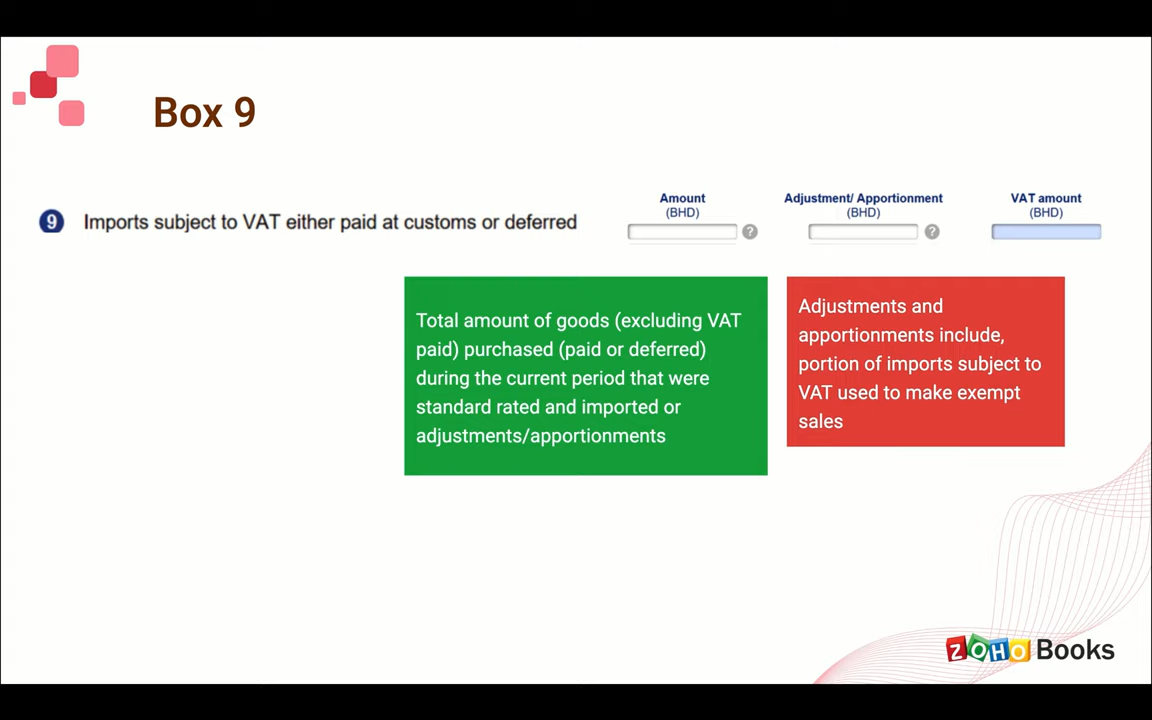 Box 9
9 Imports subject to VAT either paid at customs or deferred
Amount
(BHD)
?
Adjustment/ Apportionment
(BHD)
?
VAT amount
(BHD)
Total amount of goods (excluding VAT
paid) purchased (paid or deferred)
during the current period that were
standard rated and imported or
adjustments/apportionments
Adjustments and
apportionments include,
portion of imports subject to
VAT used to make exempt
sales
ZOHO Books